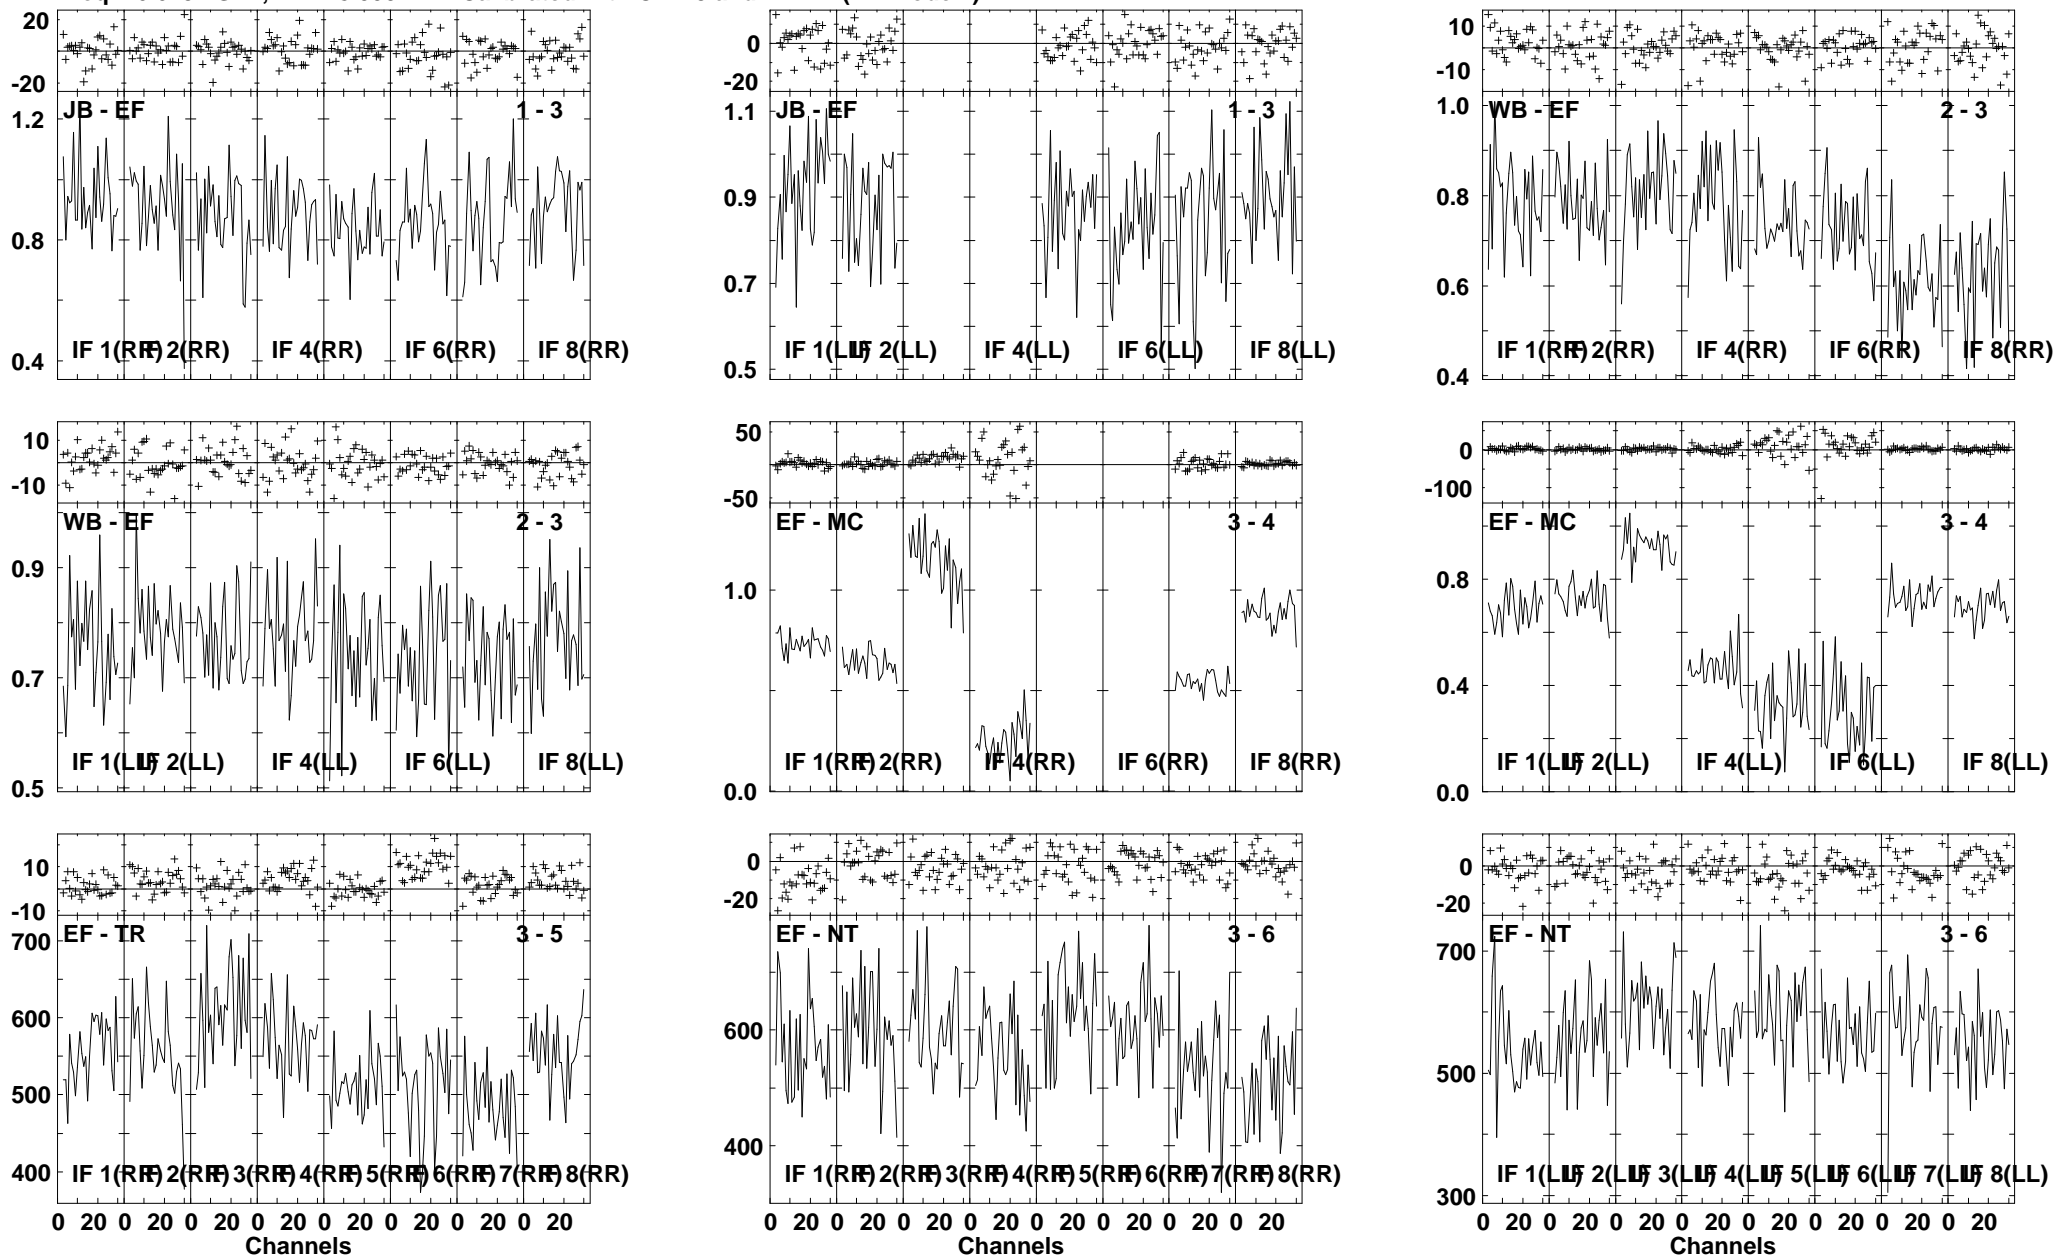 20
-20
JB - EF 1 - 3
1.2
0.8
0.4
IF 1(RR) IF 2(RR) IF 4(RR) IF 6(RR) IF 8(RR)
0
-20
JB - EF 1 - 3
1.1
0.9
0.7
0.5
IF 1(LL) IF 2(LL) IF 4(LL) IF 6(LL) IF 8(LL)
10
-10
WB - EF 2 - 3
1.0
0.8
0.6
0.4
IF 1(RR) IF 2(RR) IF 4(RR) IF 6(RR) IF 8(RR)
10
-10
WB - EF 2 - 3
0.9
0.7
0.5
IF 1(LL) IF 2(LL) IF 4(LL) IF 6(LL) IF 8(LL)
50
-50
EF - MC 3 - 4
1.0
0.0
IF 1(RR) IF 2(RR) IF 4(RR) IF 6(RR) IF 8(RR)
0
-100
EF - MC 3 - 4
0.8
0.4
0.0
IF 1(LL) IF 2(LL) IF 4(LL) IF 6(LL) IF 8(LL)
10
-10
EF - TR 3 - 5
700
600
500
400
IF 1(RR) IF 2(RR) IF 3(RR) IF 4(RR) IF 5(RR) IF 6(RR) IF 7(RR) IF 8(RR)
0 20 0 20 0 20 0 20 0 20 0 20 0 20 0 20
Channels
0
-20
EF - NT 3 - 6
600
400
IF 1(RR) IF 2(RR) IF 3(RR) IF 4(RR) IF 5(RR) IF 6(RR) IF 7(RR) IF 8(RR)
0 20 0 20 0 20 0 20 0 20 0 20 0 20 0 20
Channels
0
-20
EF - NT 3 - 6
700
500
300
IF 1(LL) IF 2(LL) IF 3(LL) IF 4(LL) IF 5(LL) IF 6(LL) IF 7(LL) IF 8(LL)
0 20 0 20 0 20 0 20 0 20 0 20 0 20 0 20
Channels